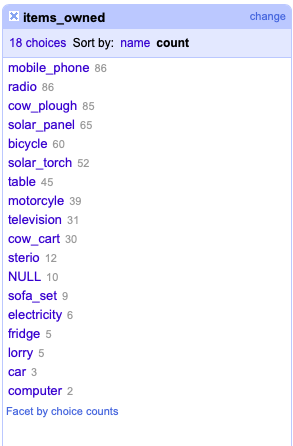 items_owned change
18 choices Sort by: name count
mobile_phone 86
radio 86
cow_plough 85
solar_panel 65
bicycle 60
solar_torch 52
table 45
motorcyle 39
television 31
cow_cart 30
sterio 12
NULL 10
sofa_set 9
electricity 6
fridge 5
lorry 5
car 3
computer 2
Facet by choice counts